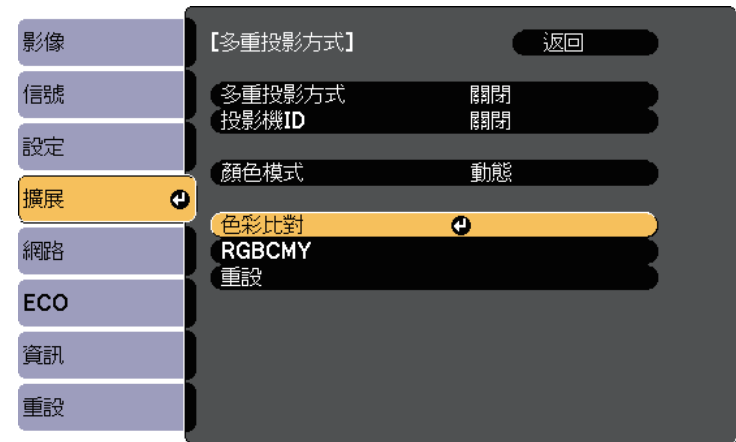 影像
信號
設定
擴展
網路
ECO
資訊
重設
[多重投影方式] 返回
多重投影方式 關閉
投影機ID 關閉
顏色模式 動態
色彩比對
RGBCMY
重設